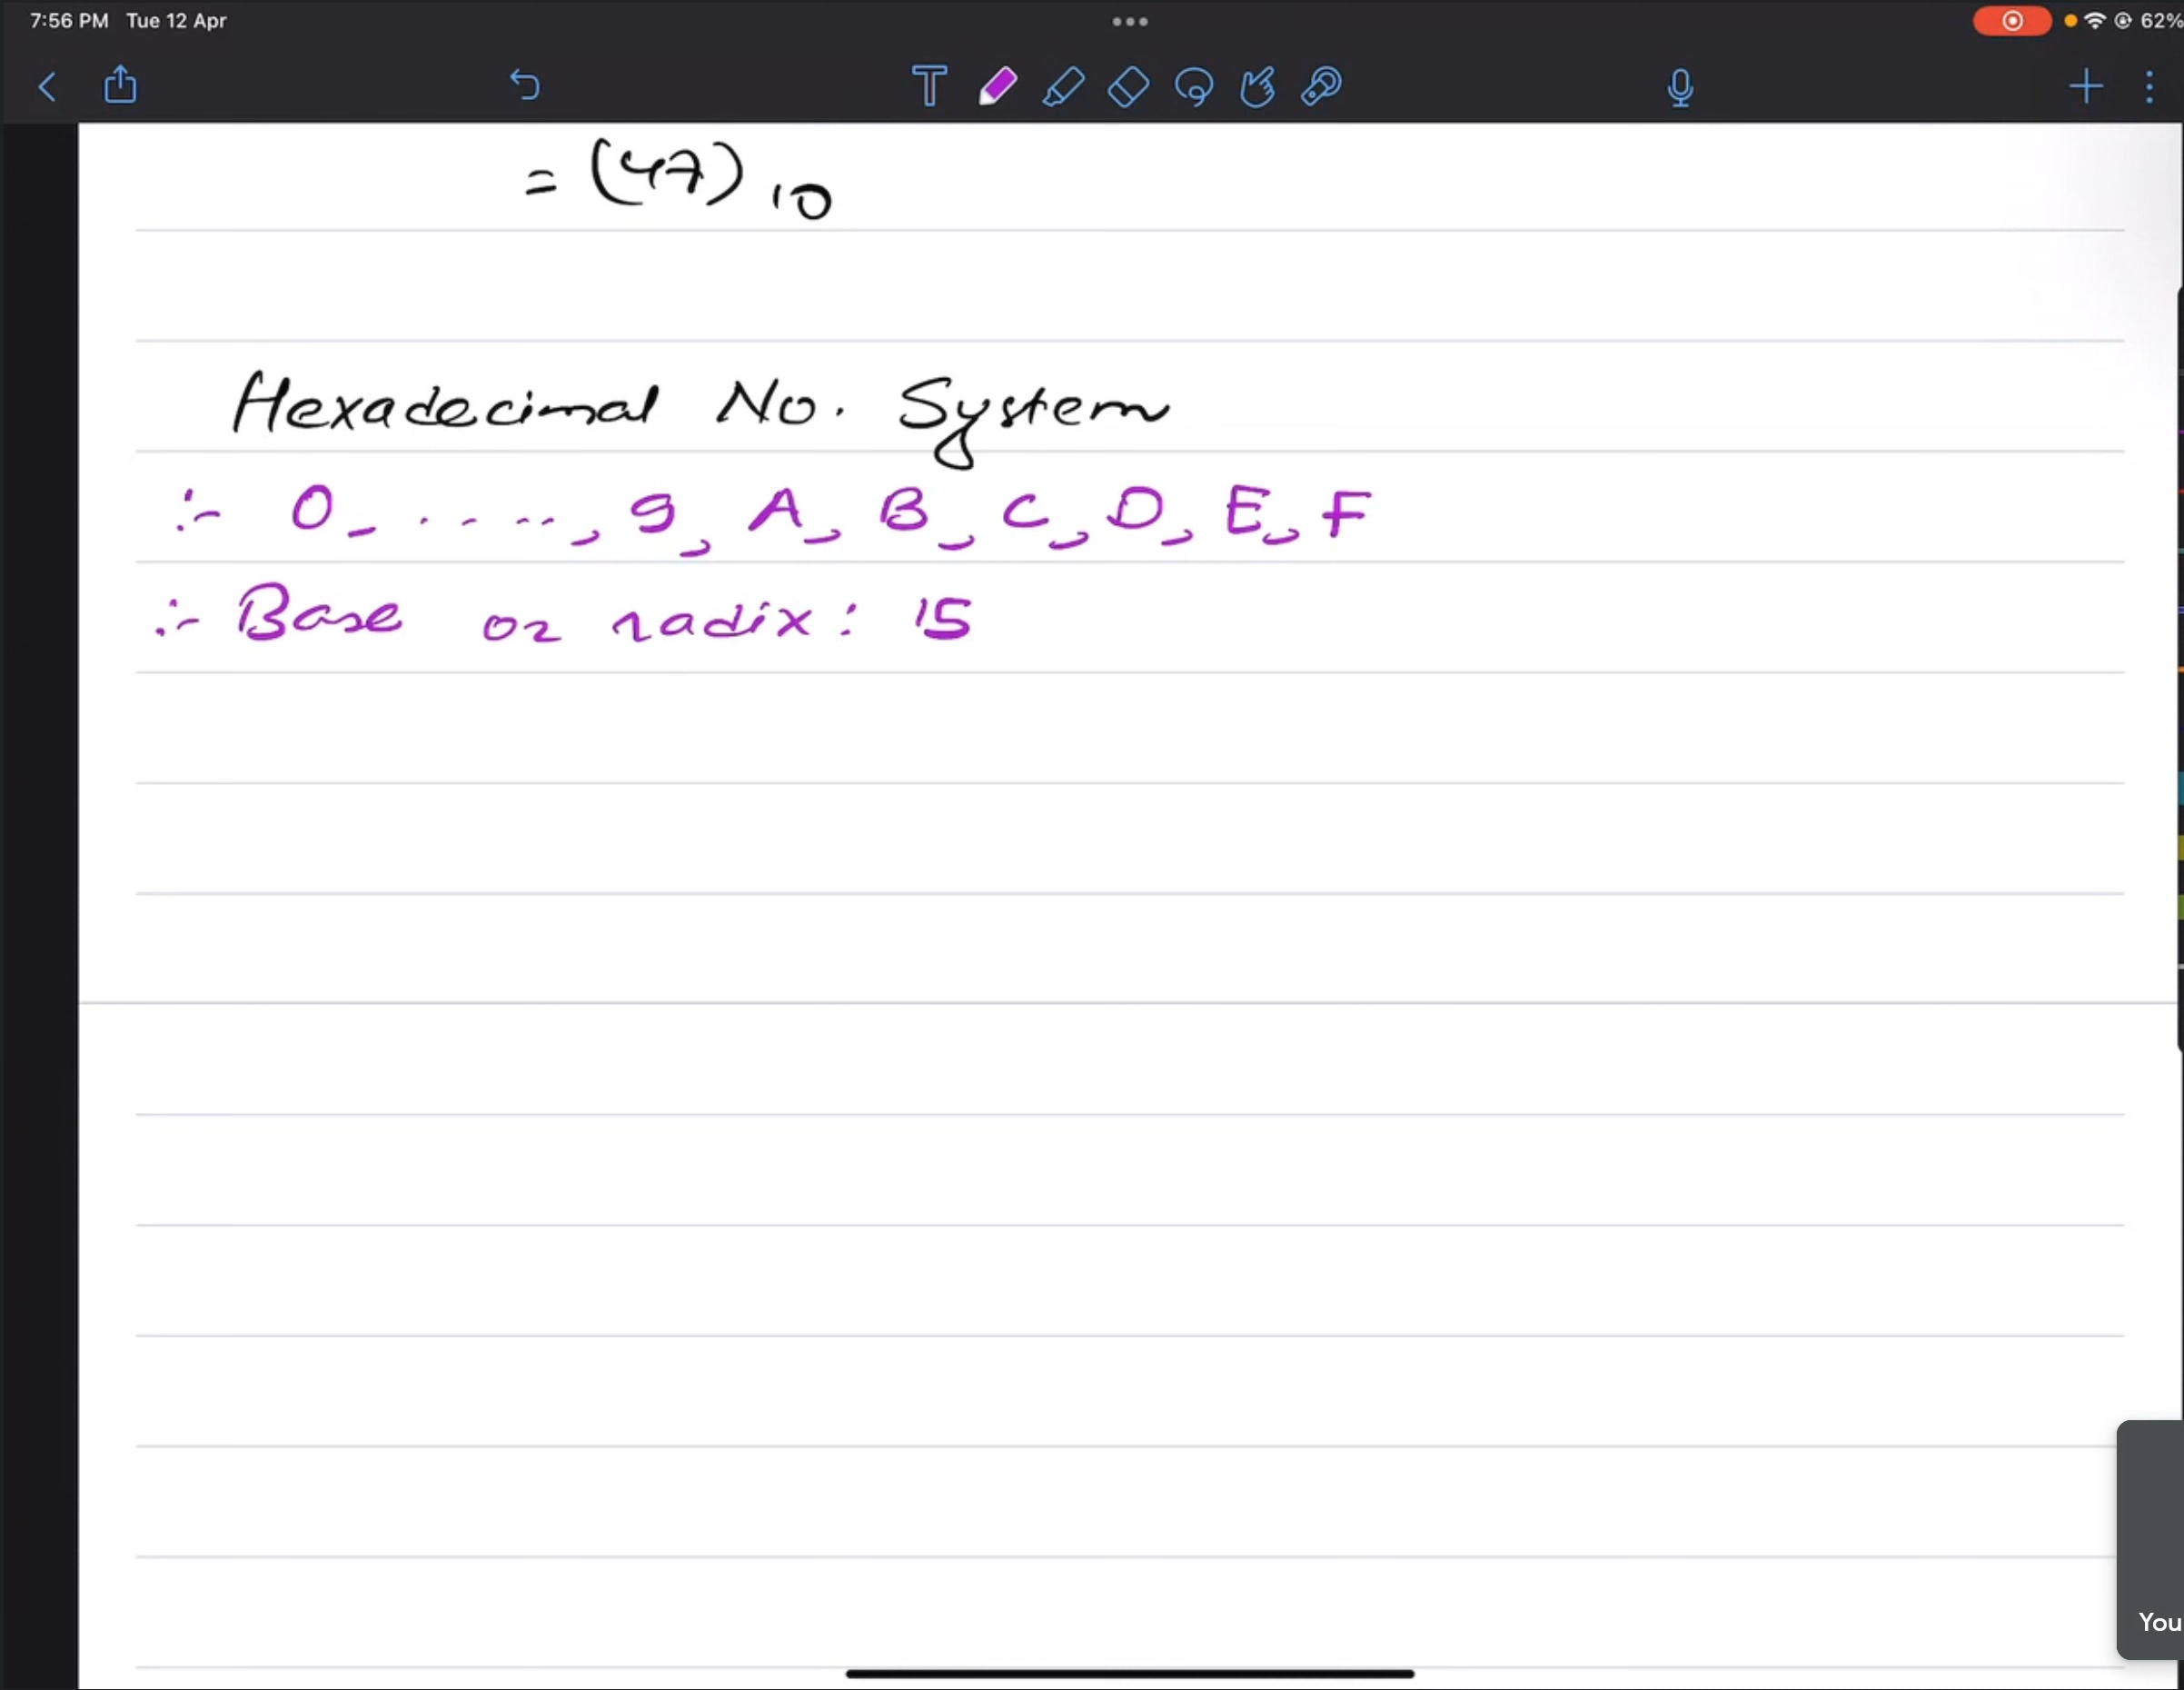 7:56 PM Tue 12 Apr
62%
= (47) 10
Hexadecimal No. System
:- 0, . . . ., 9, A, B, C, D, E, F
:- Base or radix: 15
You